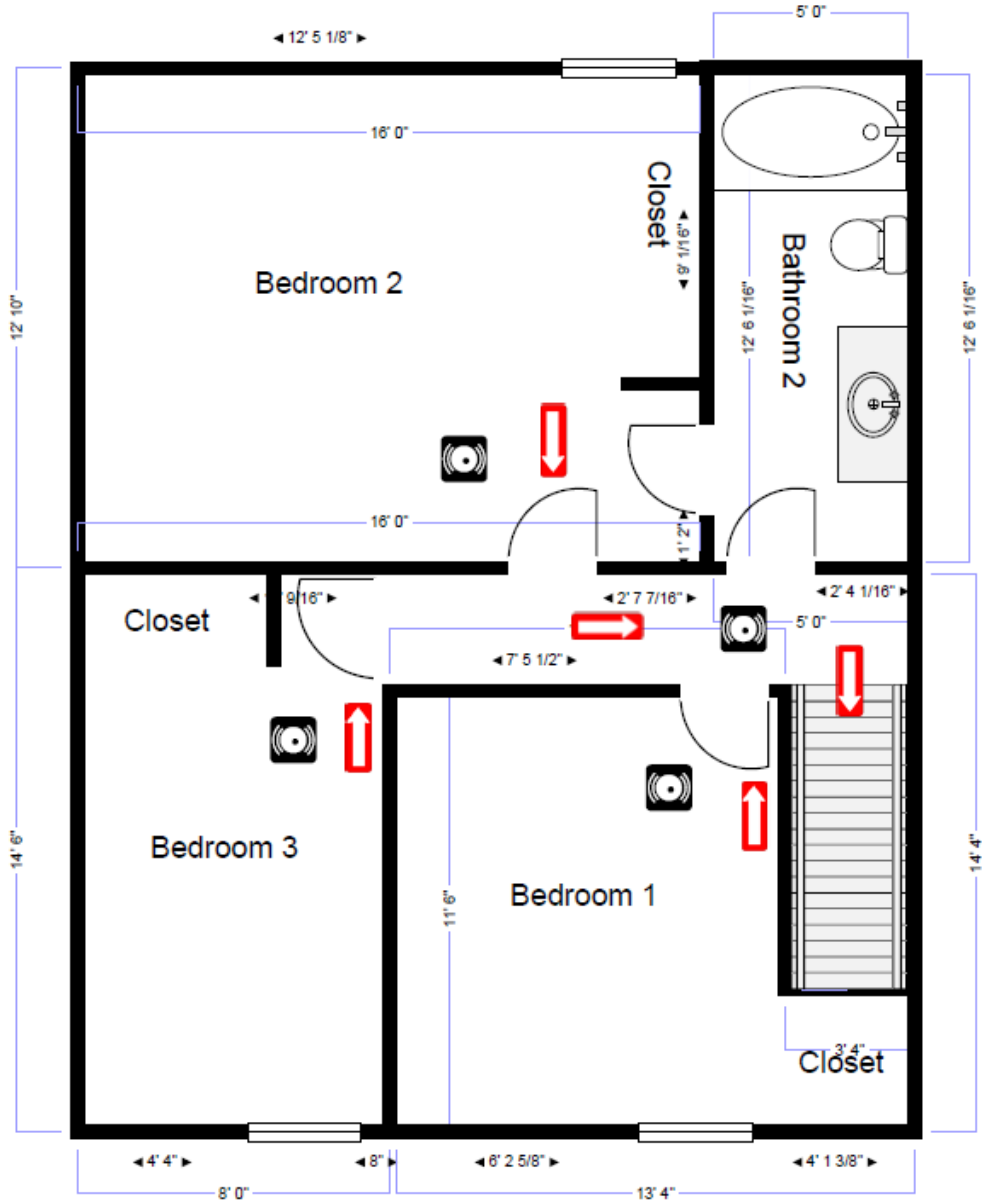 5' 0"
12' 5 1/8"
16' 0"
Closet
9' 1/16"
Bedroom 2
Bathroom 2
12' 10"
12' 6 1/16"
12' 6 1/16"
16' 0"
1' 2"
Closet
9/16"
2' 7 7/16"
2' 4 1/16"
5' 0"
7' 5 1/2"
Bedroom 3
Bedroom 1
14' 6"
11' 6"
14' 4"
3' 4"
Closet
4' 4"
8"
6' 2 5/8"
4' 1 3/8"
8' 0"
13' 4"